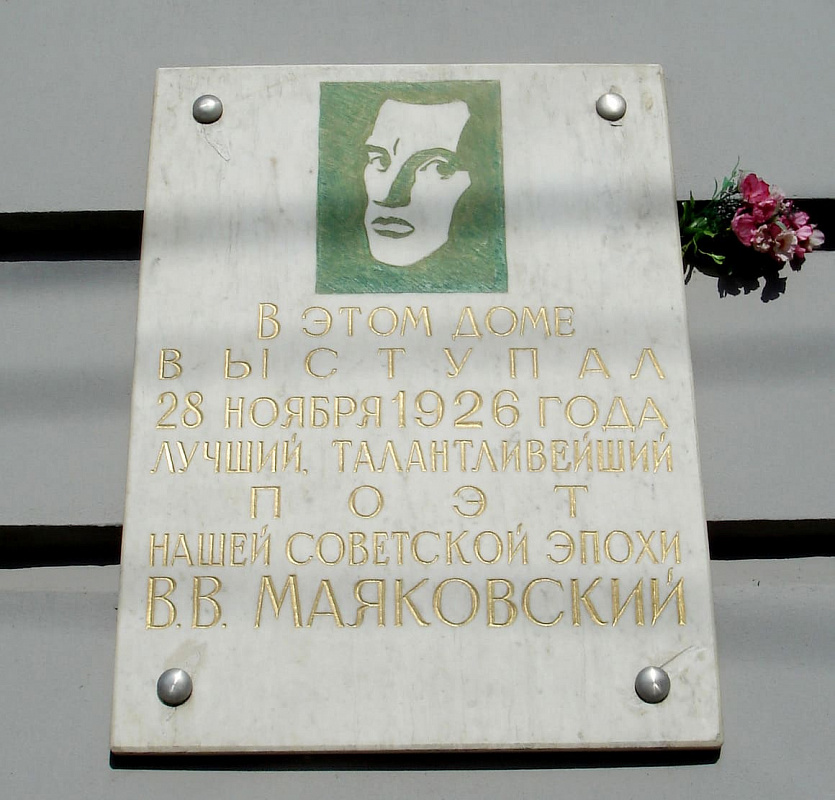 В ЭТОМ ДОМЕ
ВЫСТУПАЛ
28 НОЯБРЯ 1926 ГОДА
ЛУЧШИЙ, ТАЛАНТЛИВЕЙШИЙ
ПОЭТ
НАШЕЙ СОВЕТСКОЙ ЭПОХИ
В.В. МАЯКОВСКИЙ